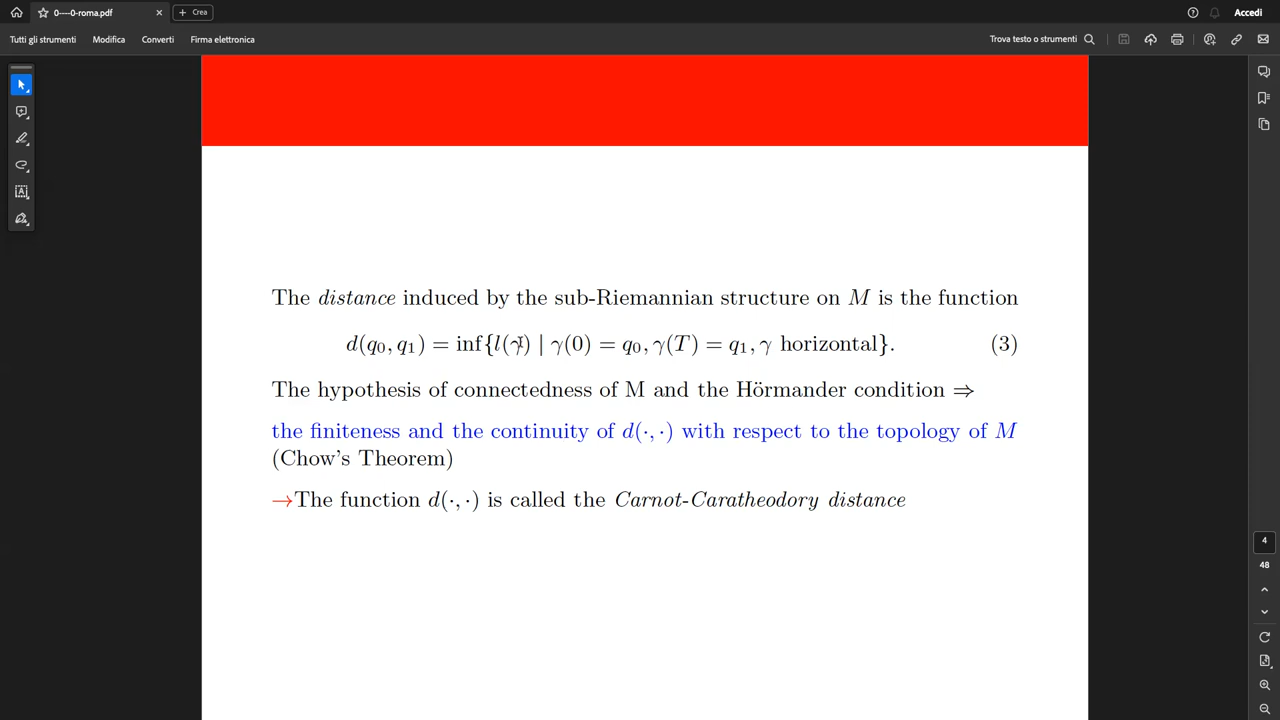 0----0-roma.pdf
Crea
Accedi
Tutti gli strumenti Modifica Converti Firma elettronica Trova testo o strumenti
The distance induced by the sub-Riemannian structure on M is the function
d(q₀, q₁) = inf{l(γ) | γ(0) = q₀, γ(T) = q₁, γ horizontal}. (3)
The hypothesis of connectedness of M and the Hörmander condition ⇒
the finiteness and the continuity of d(·, ·) with respect to the topology of M
(Chow's Theorem)
→The function d(·, ·) is called the Carnot-Caratheodory distance
4
48